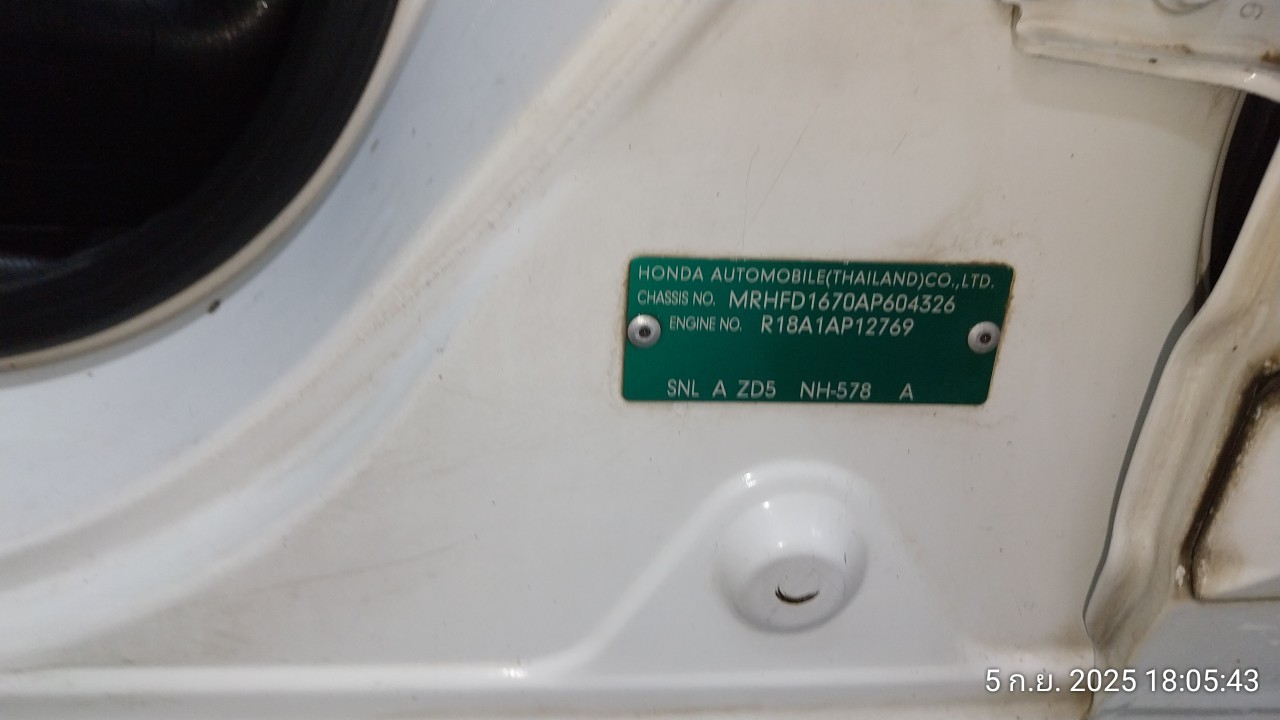 HONDA AUTOMOBILE(THAILAND)CO.,LTD.
CHASSIS NO. MRHFD1670AP604326
ENGINE NO. R18A1AP12769
SNL A ZD5 NH-578 A
5 ก.ย. 2025 18:05:43